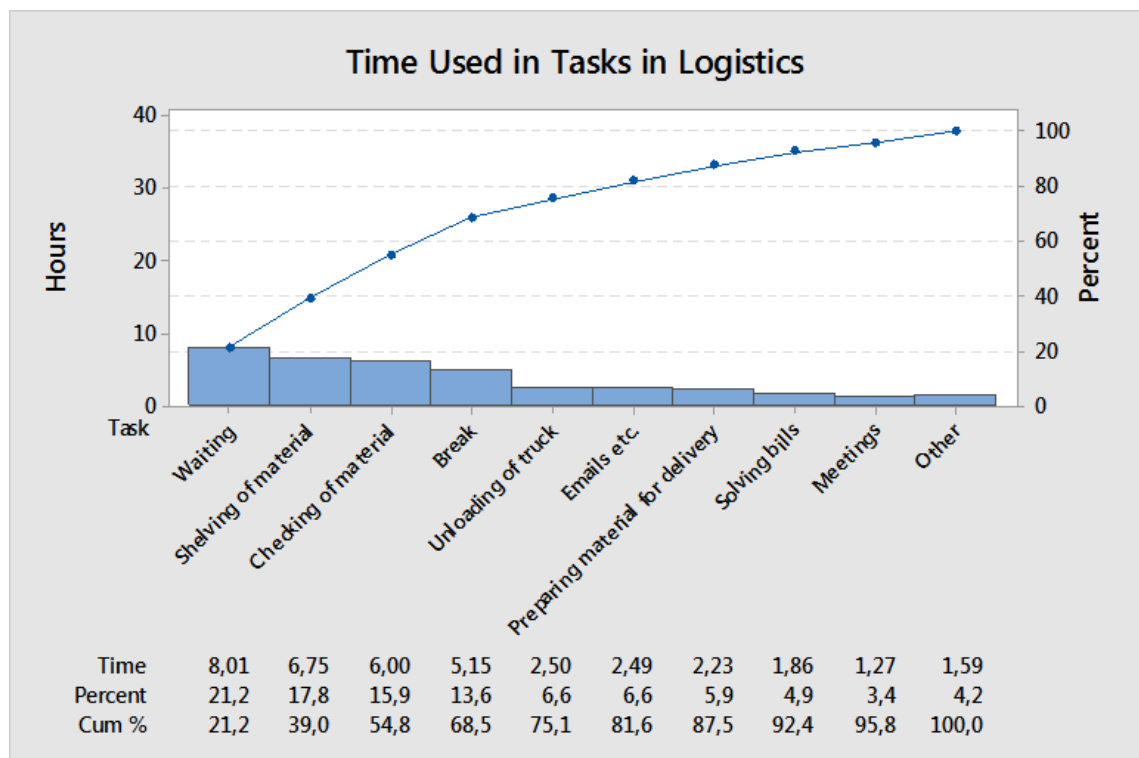 Time Used in Tasks in Logistics
Hours
40
30
20
10
0
Percent
100
80
60
40
20
0
Task
Waiting
Shelving of material
Checking of material
Break
Unloading of truck
Emails etc.
Preparing material for delivery
Solving bills
Meetings
Other
Time 8,01 6,75 6,00 5,15 2,50 2,49 2,23 1,86 1,27 1,59
Percent 21,2 17,8 15,9 13,6 6,6 6,6 5,9 4,9 3,4 4,2
Cum % 21,2 39,0 54,8 68,5 75,1 81,6 87,5 92,4 95,8 100,0